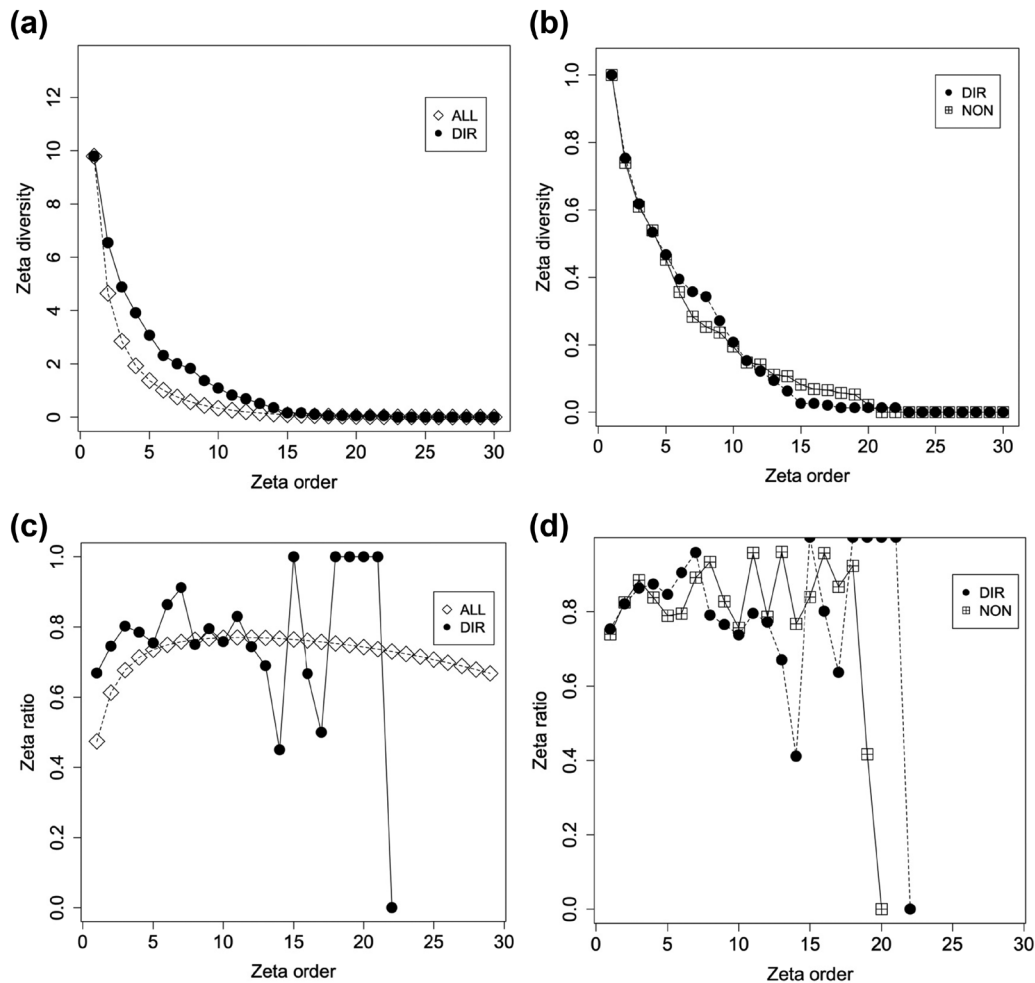 (a)
Zeta diversity
12
10
8
6
4
2
0
ALL
DIR
0 5 10 15 20 25 30
Zeta order
(b)
Zeta diversity
1.0
0.8
0.6
0.4
0.2
0.0
DIR
NON
0 5 10 15 20 25 30
Zeta order
(c)
Zeta ratio
1.0
0.8
0.6
0.4
0.2
0.0
ALL
DIR
0 5 10 15 20 25 30
Zeta order
(d)
Zeta ratio
0.8
0.6
0.4
0.2
0.0
DIR
NON
0 5 10 15 20 25 30
Zeta order